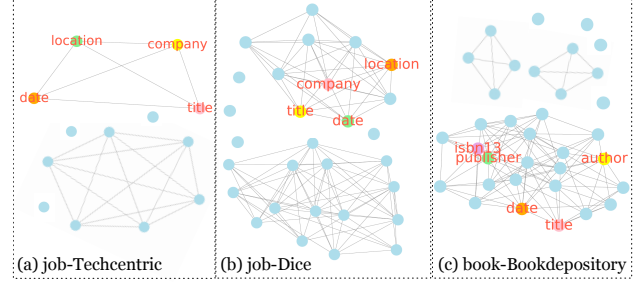 location
company
date
title
(a) job-Techcentric
location
company
title
date
(b) job-Dice
isbn13
publisher
author
date
title
(c) book-Bookdepository